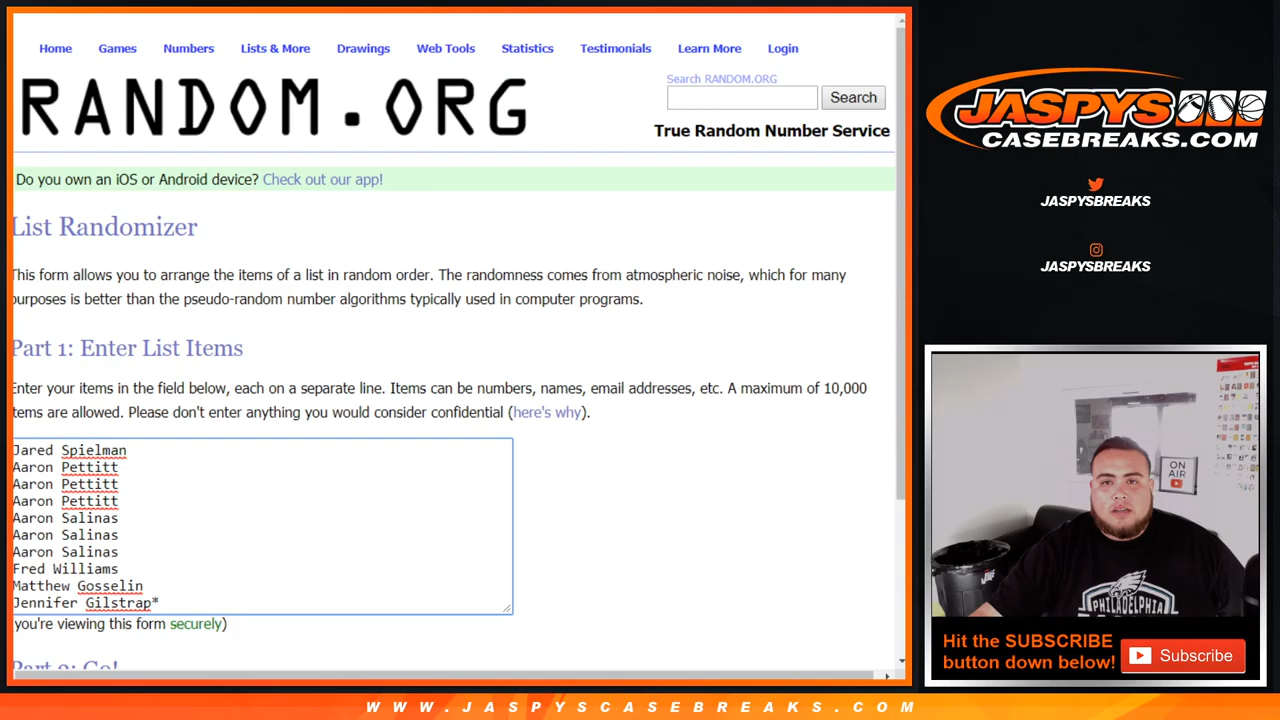 Home Games Numbers Lists & More Drawings Web Tools Statistics Testimonials Learn More Login
RANDOM.ORG
Search RANDOM.ORG
Search
True Random Number Service
Do you own an iOS or Android device? Check out our app!
List Randomizer
This form allows you to arrange the items of a list in random order. The randomness comes from atmospheric noise, which for many
purposes is better than the pseudo-random number algorithms typically used in computer programs.
Part 1: Enter List Items
Enter your items in the field below, each on a separate line. Items can be numbers, names, email addresses, etc. A maximum of 10,000
items are allowed. Please don't enter anything you would consider confidential (here's why).
Jared Spielman
Aaron Pettitt
Aaron Pettitt
Aaron Pettitt
Aaron Salinas
Aaron Salinas
Aaron Salinas
Fred Williams
Matthew Gosselin
Jennifer Gilstrap*
you're viewing this form securely)
Part 2: Go!
JASPYS
CASEBREAKS.COM
JASPYSBREAKS
JASPYSBREAKS
ON
AIR
PHILADELPHIA
Hit the SUBSCRIBE
button down below!
Subscribe
WWW.JASPYSCASEBREAKS.COM